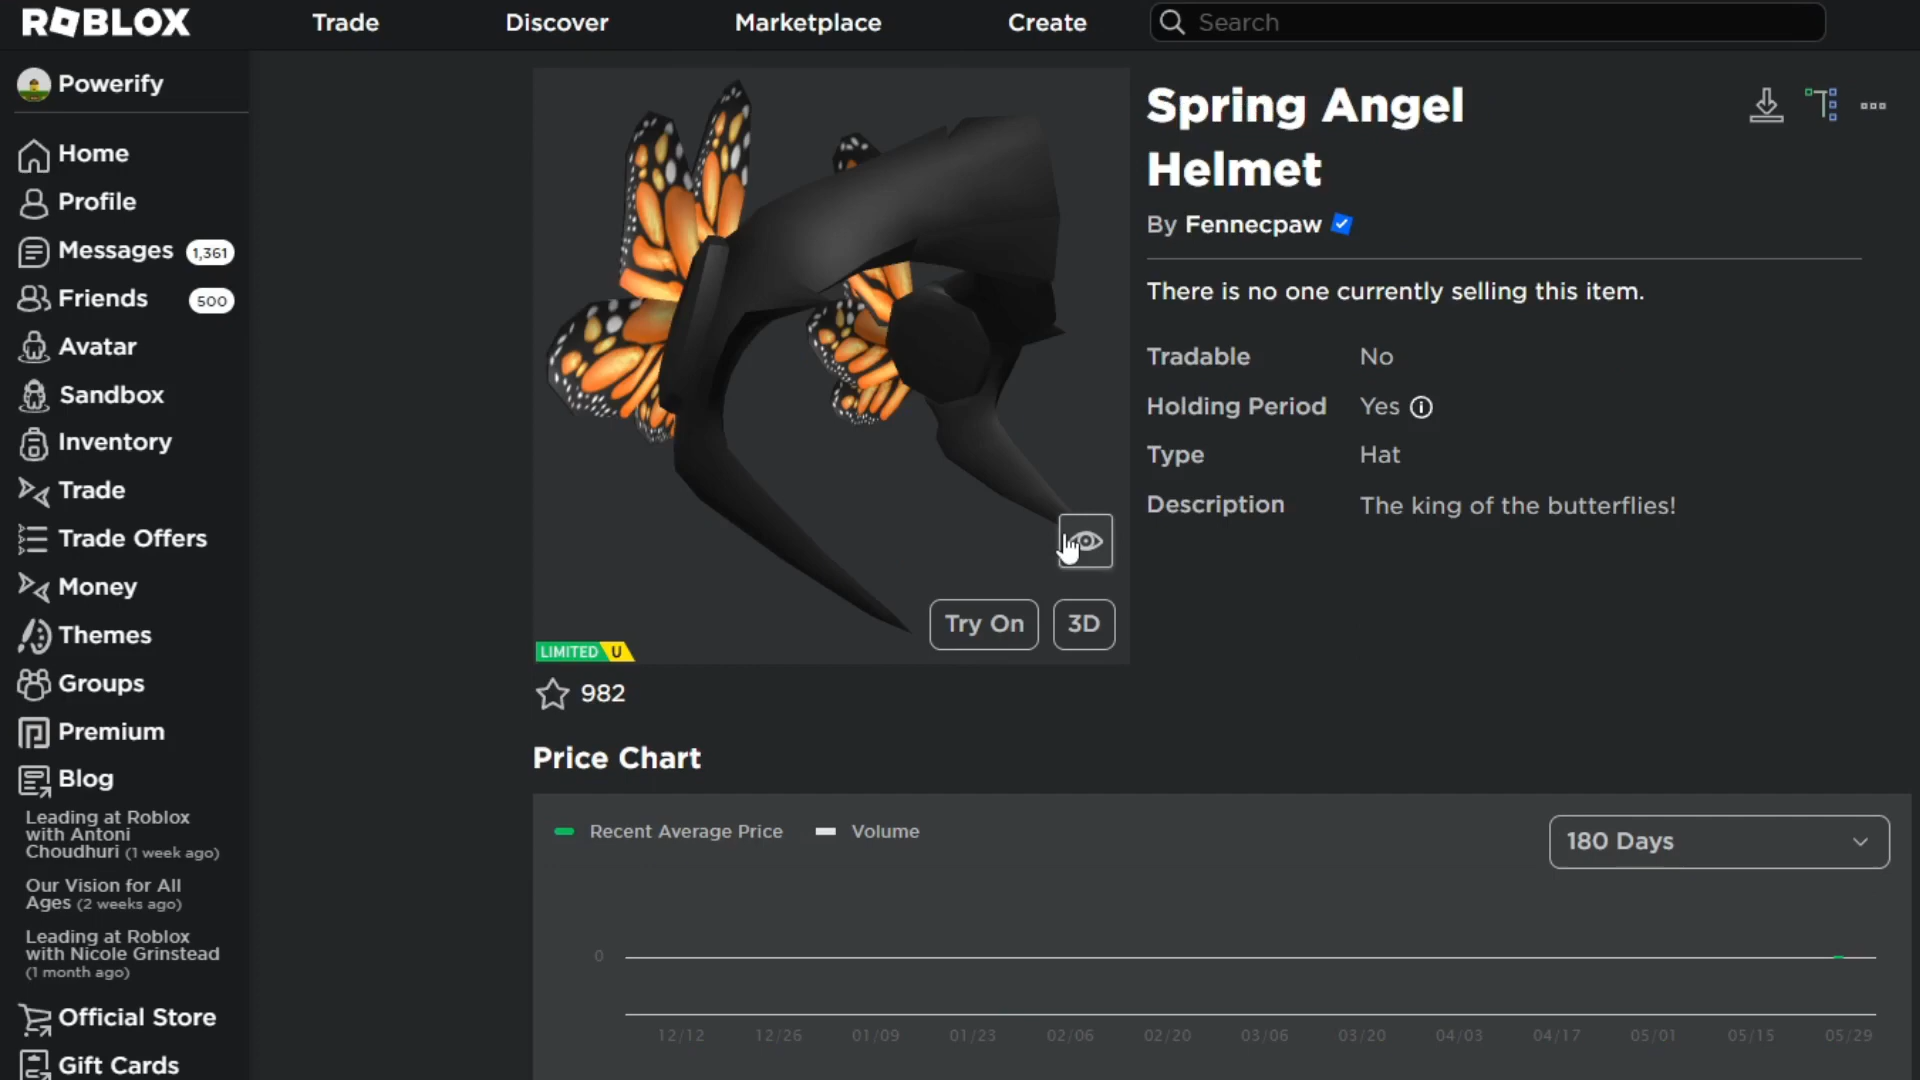 ROBLOX
Trade
Discover
Marketplace
Create
Search
Powerify
Home
Profile
Messages 1,361
Friends 500
Avatar
Sandbox
Inventory
Trade
Trade Offers
Money
Themes
Groups
Premium
Blog
Leading at Roblox
with Antoni
Choudhuri (1 week ago)
Our Vision for All
Ages (2 weeks ago)
Leading at Roblox
with Nicole Grinstead
(1 month ago)
Official Store
Gift Cards
Try On
3D
LIMITED U
982
Spring Angel
Helmet
By Fennecpaw
There is no one currently selling this item.
Tradable No
Holding Period Yes
Type Hat
Description The king of the butterflies!
Price Chart
Recent Average Price
Volume
180 Days
0
12/12 12/26 01/09 01/23 02/06 02/20 03/06 03/20 04/03 04/17 05/01 05/15 05/29